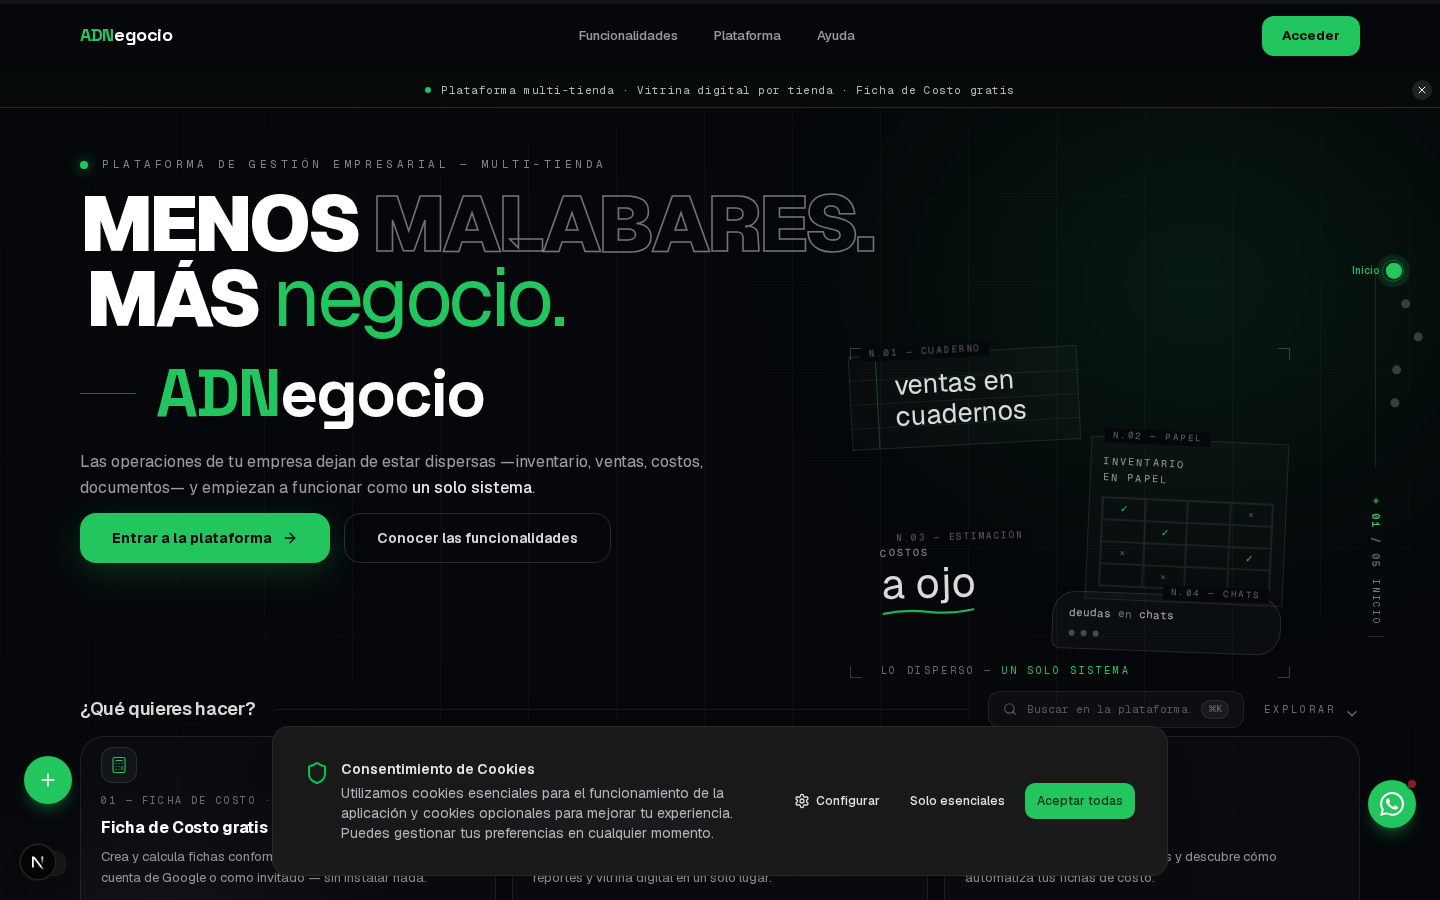 ADNegocio
Funcionalidades
Plataforma
Ayuda
Acceder
Plataforma multi-tienda · Vitrina digital por tienda · Ficha de Costo gratis
PLATAFORMA DE GESTIÓN EMPRESARIAL — MULTI-TIENDA
MENOS MALABARES.
MÁS negocio.
ADNegocio
Las operaciones de tu empresa dejan de estar dispersas —inventario, ventas, costos,
documentos— y empiezan a funcionar como un solo sistema.
Entrar a la plataforma
Conocer las funcionalidades
N.01 — CUADERNO
ventas en
cuadernos
N.02 — PAPEL
INVENTARIO
EN PAPEL
N.03 — ESTIMACIÓN
COSTOS
a ojo
N.04 — CHATS
deudas en chats
LO DISPERSO — UN SOLO SISTEMA
Inicio
01 / 05 INICIO
¿Qué quieres hacer?
Buscar en la plataforma.
⌘K
EXPLORAR
01 — FICHA DE COSTO ·
Ficha de Costo gratis
Crea y calcula fichas conform
cuenta de Google o como invitado — sin instalar nada.
reportes y vitrina digital en un solo lugar.
s y descubre cómo
automatiza tus fichas de costo.
Consentimiento de Cookies
Utilizamos cookies esenciales para el funcionamiento de la
aplicación y cookies opcionales para mejorar tu experiencia.
Puedes gestionar tus preferencias en cualquier momento.
Configurar
Solo esenciales
Aceptar todas
N